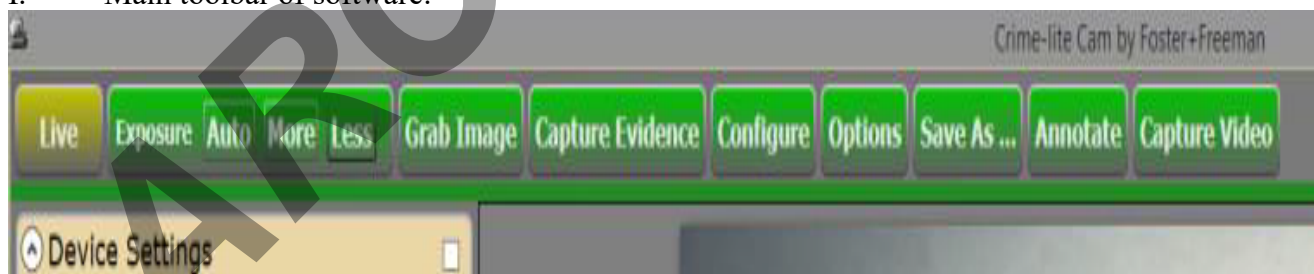 I. Main toolbar of software:
Crime-lite Cam by Foster+Freeman
Live Exposure Auto More Less Grab Image Capture Evidence Configure Options Save As ... Annotate Capture Video
Device Settings